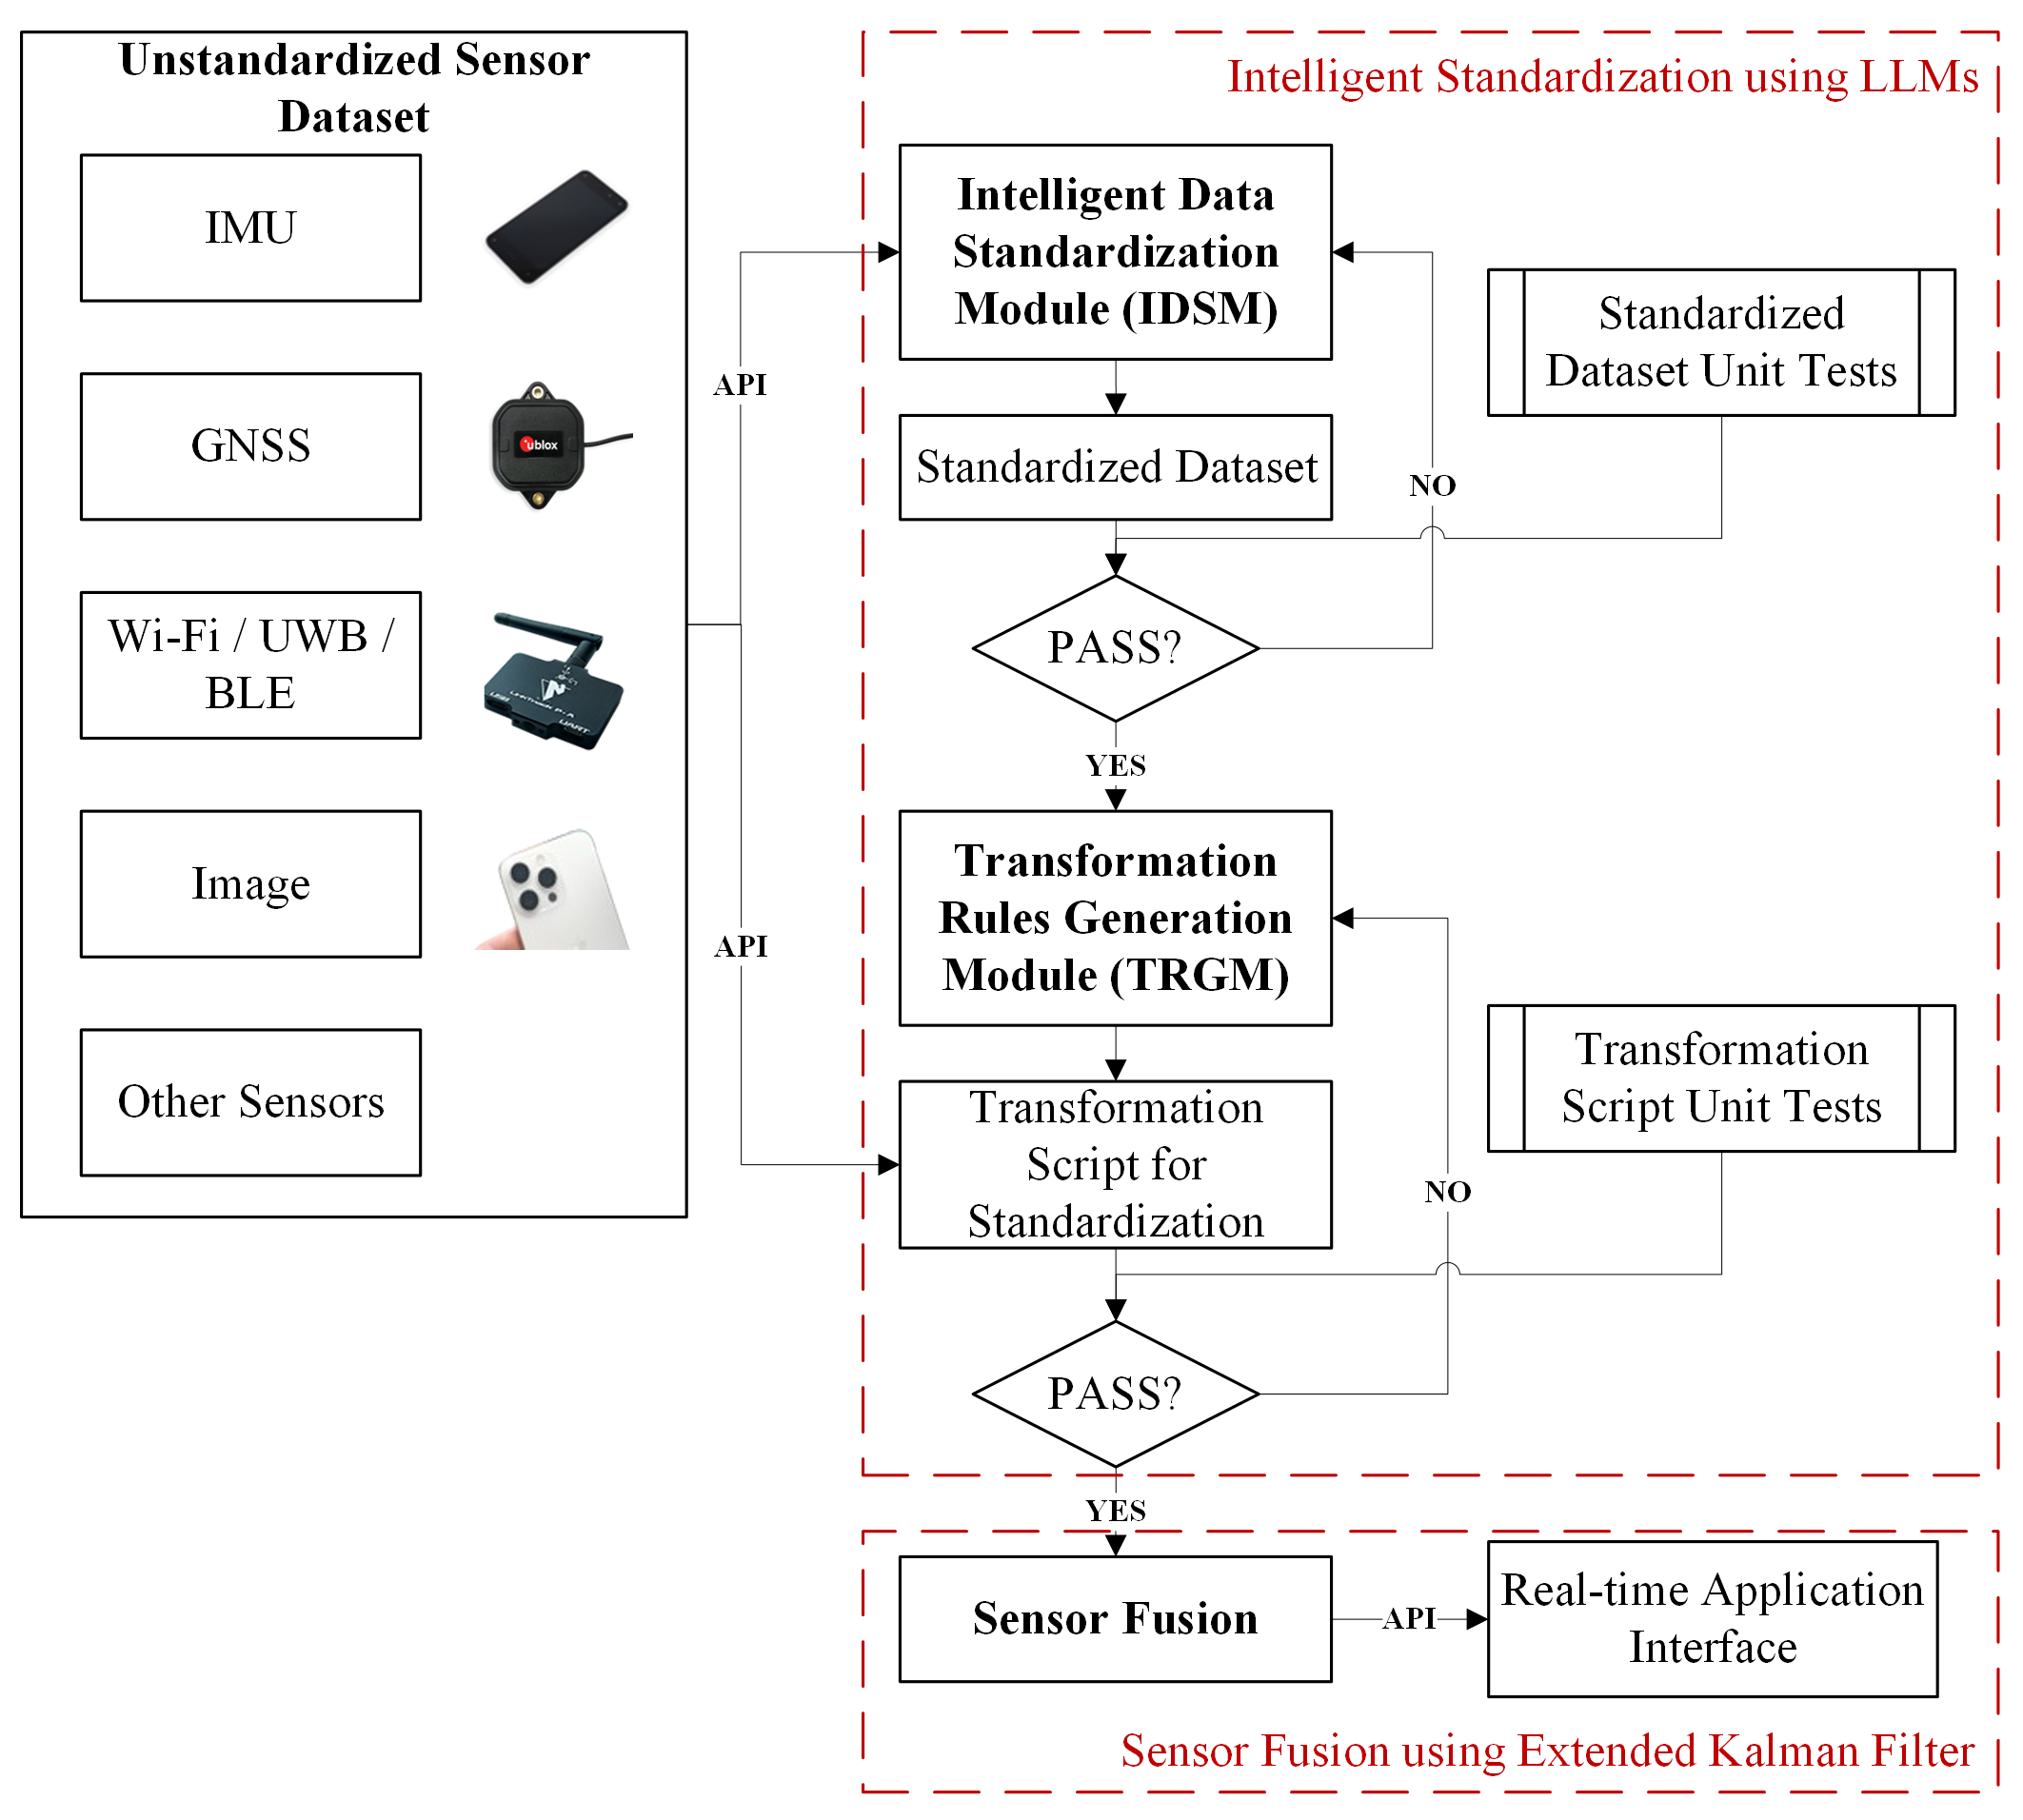 Unstandardized Sensor
Dataset
IMU
GNSS
ublox
Wi-Fi / UWB /
BLE
UART
Image
Other Sensors
API
API
Intelligent Standardization using LLMs
Intelligent Data
Standardization
Module (IDSM)
Standardized
Dataset Unit Tests
Standardized Dataset
NO
PASS?
YES
Transformation
Rules Generation
Module (TRGM)
Transformation
Script Unit Tests
Transformation
Script for
Standardization
NO
PASS?
YES
Sensor Fusion
API
Real-time Application
Interface
Sensor Fusion using Extended Kalman Filter